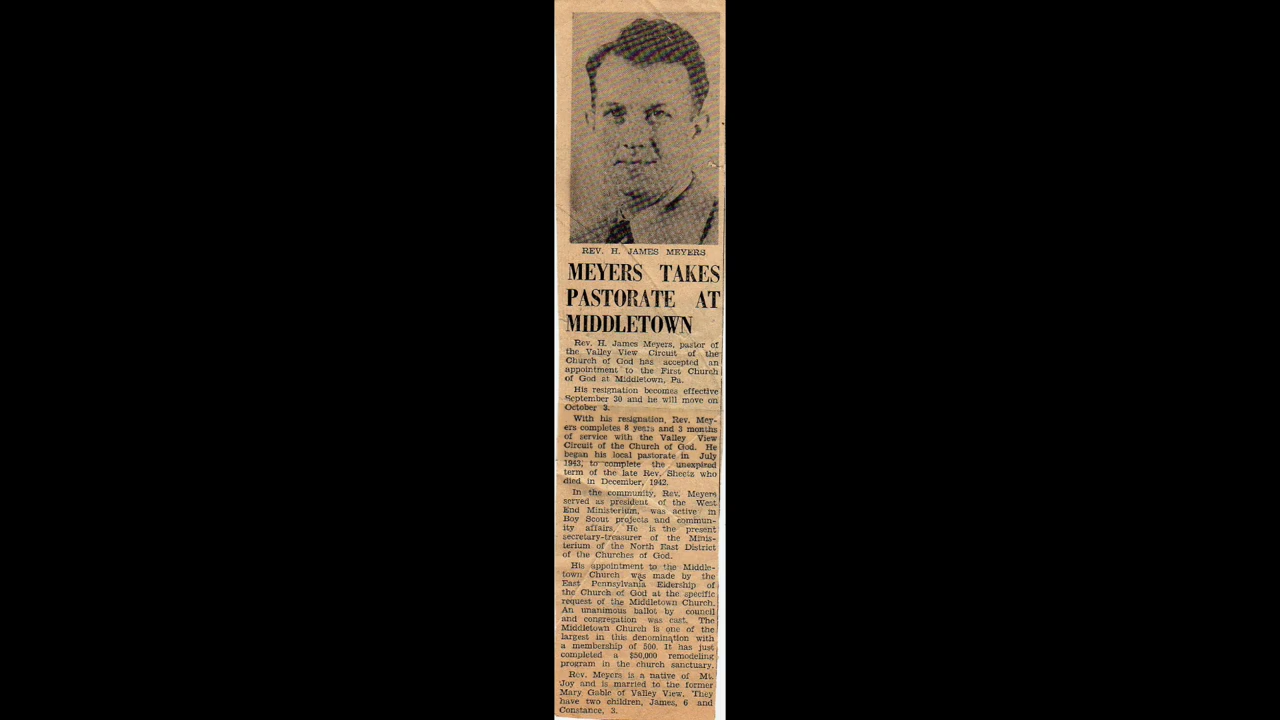 REV. H. JAMES MEYERS
MEYERS TAKES
PASTORATE AT
MIDDLETOWN
Rev. H. James Meyers, pastor of
the Valley View Circuit of the
Church of God has accepted an
appointment to the First Church
of God at Middletown, Pa.
His resignation becomes effective
September 30 and he will move on
October 3.
With his resignation, Rev. Mey-
ers completes 8 years and 3 months
of service with the Valley View
Circuit of the Church of God. He
began his local pastorate in July
1943, to complete the unexpired
term of the late Rev. Sheetz who
died in December, 1942.
In the community, Rev. Meyers
served as president of the West
End Ministerium, was active in
Boy Scout projects and commun-
ity affairs. He is the present
secretary-treasurer of the Minis-
terium of the North East District
of the Churches of God.
His appointment to the Middle-
town Church was made by the
East Pennsylvania Eldership of
the Church of God at the specific
request of the Middletown Church.
An unanimous ballot by council
and congregation was cast. The
Middletown Church is one of the
largest in this denomination with
a membership of 500. It has just
completed a $50,000 remodeling
program in the church sanctuary.
Rev. Meyers is a native of Mt.
Joy and is married to the former
Mary Gable of Valley View. They
have two children, James, 6 and
Constance, 3.